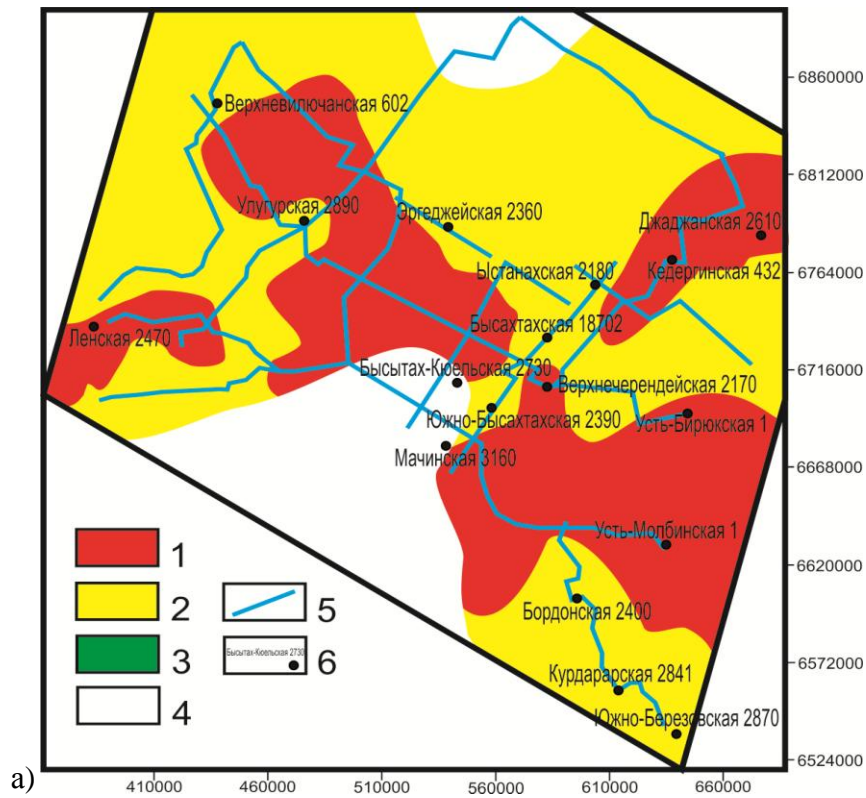 6860000
Верхневилючанская 602
6812000
Улугурская 2890
Эргеджейская 2360
Джаджанская 2610
Ыстанахская 2180
Кедергинская 432
6764000
Бысахтахская 18702
Ленская 2470
Бысытах-Кюельская 2730
6716000
Верхнечерендейская 2170
Южно-Бысахтахская 2390
Усть-Бирюкская 1
Мачинская 3160
6668000
1
Усть-Молбинская 1
6620000
2
5
Бордонская 2400
3
Бысытах-Кюельская 2730
6
6572000
Курдарарская 2841
4
Южно-Березовская 2870
6524000
а)
410000 460000 510000 560000 610000 660000